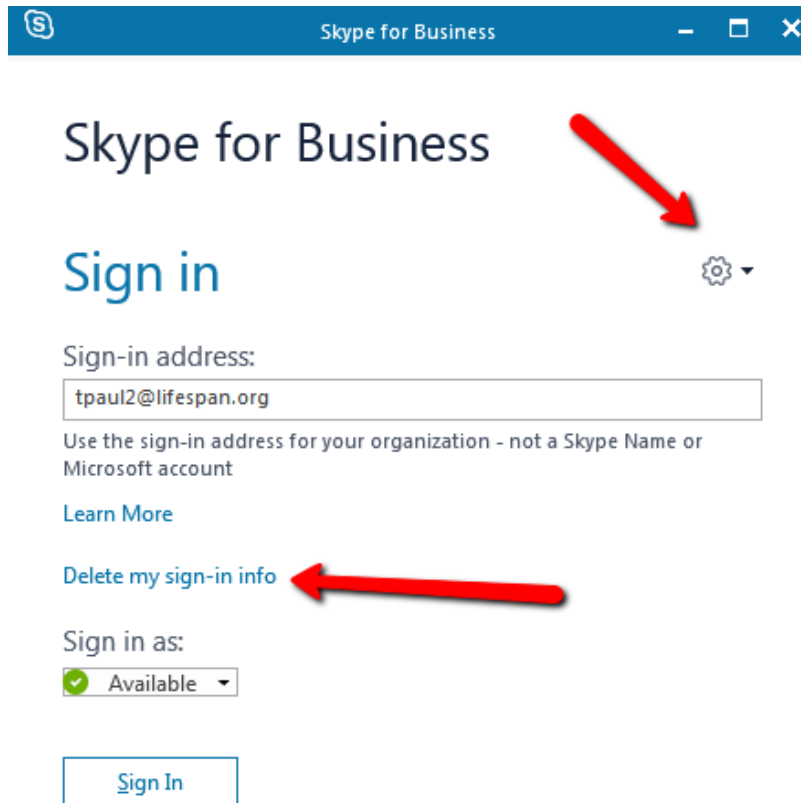 Skype for Business
Skype for Business
Sign in
Sign-in address:
tpaul2@lifespan.org
Use the sign-in address for your organization - not a Skype Name or
Microsoft account
Learn More
Delete my sign-in info
Sign in as:
Available
Sign In